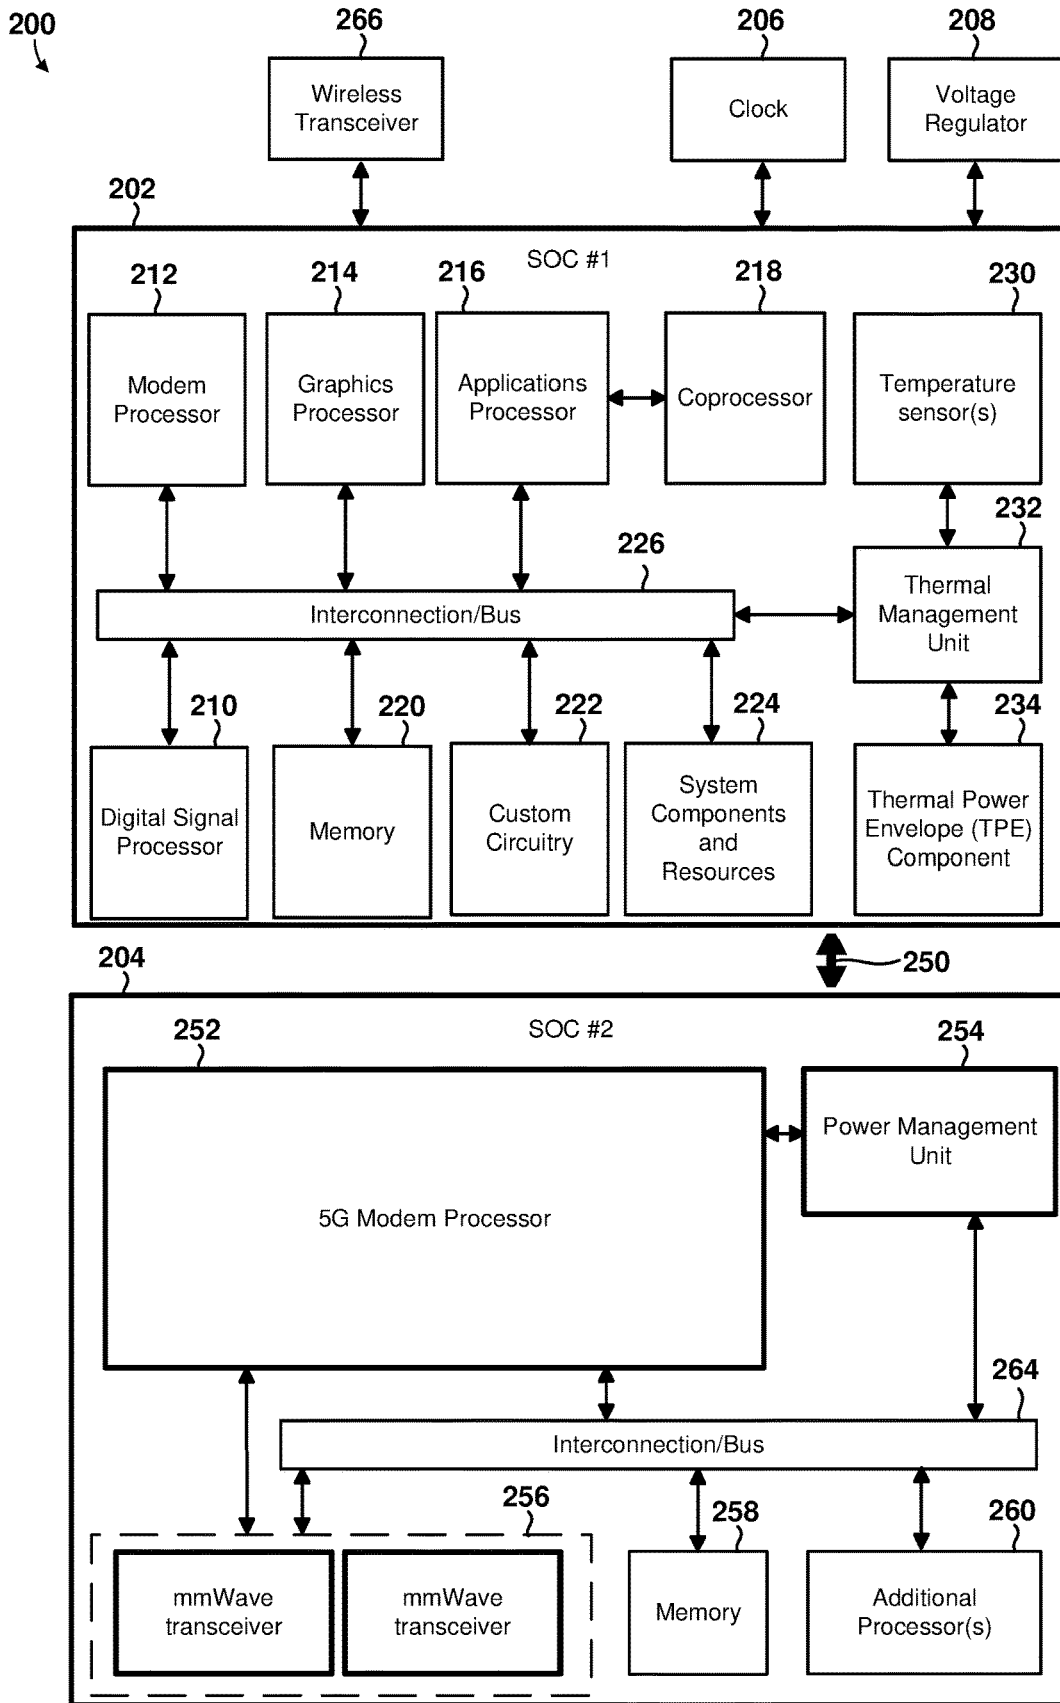 200
266
206
208
Wireless
Transceiver
Clock
Voltage
Regulator
202
SOC #1
212
214
216
218
230
Modem
Processor
Graphics
Processor
Applications
Processor
Coprocessor
Temperature
sensor(s)
232
226
Interconnection/Bus
Thermal
Management
Unit
210
220
222
224
234
Digital Signal
Processor
Memory
Custom
Circuitry
System
Components
and
Resources
Thermal Power
Envelope (TPE)
Component
204
250
SOC #2
252
254
5G Modem Processor
Power Management
Unit
264
Interconnection/Bus
256
258
260
mmWave
transceiver
mmWave
transceiver
Memory
Additional
Processor(s)